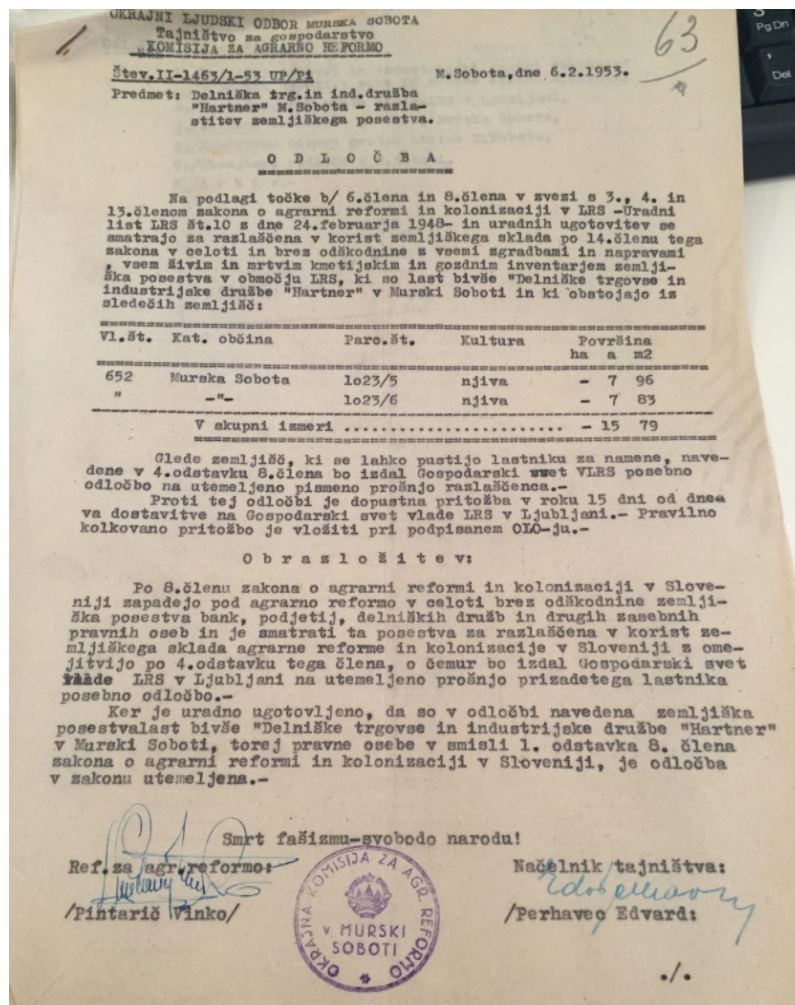 OKRAJNI LJUDSKI ODBOR MURSKA SOBOTA
Tajništvo za gospodarstvo
KOMISIJA ZA AGRARNO REFORMO
1.
63
Štev.II-1463/1-53 UP/Pi
M.Sobota,dne 6.2.1953.
Predmet: Delniška trg.in ind.družba
"Hartner" M.Sobota - razla-
stitev zemljiškega posestva.
O D L O Č B A
Na podlagi točke b/ 6.člena in 8.člena v zvezi s 3., 4. in
13.členom zakona o agrarni reformi in kolonizaciji v LRS -Uradni
list LRS št.10 z dne 24.februarja 1948- in uradnih ugotovitev se
smatrajo za razlaščena v korist zemljiškega sklada po 14.členu tega
zakona v celoti in brez odškodnine z vsemi zgradbami in napravami
, vsem živim in mrtvim kmetijskim in gozdnim inventarjem zemlji-
ška posestva v območju LRS, ki so last bivše "Delniške trgovse in
industrijske družbe "Hartner" v Murski Soboti in ki obstojajo iz
sledečih zemljišč:
Vl.št. Kat. občina Parc.št. Kultura Površina
ha a m2
652 Murska Sobota lo23/5 njiva - 7 96
" -"- lo23/6 njiva - 7 83
V skupni izmeri ....................... - 15 79
Glede zemljišč, ki se lahko pustijo lastniku za namene, nave-
dene v 4.odstavku 8.člena bo izdal Gospodarski svet VLRS posebno
odločbo na utemeljeno pismeno prošnjo razlaščenca.-
Proti tej odločbi je dopustna pritožba v roku 15 dni od dnea
va dostavitve na Gospodarski svet vlade LRS v Ljubljani.- Pravilno
kolkovano pritožbo je vložiti pri podpisanem OLO-ju.-
O b r a z l o ž i t e v:
Po 8.členu zakona o agrarni reformi in kolonizaciji v Slove-
niji zapadejo pod agrarno reformo v celoti brez odškodnine zemlji-
ška posestva bank, podjetij, delniških družb in drugih zasebnih
pravnih oseb in je smatrati ta posestva za razlaščena v korist ze-
mljiškega sklada agrarne reforme in kolonizacije v Sloveniji z ome-
jitvijo po 4.odstavku tega člena, o čemur bo izdal Gospodarski svet
vlade LRS v Ljubljani na utemeljeno prošnjo prizadetega lastnika
posebno odločbo.-
Ker je uradno ugotovljeno, da so v odločbi navedena zemljiška
posestvalast bivše "Delniške trgovse in industrijske družbe "Hartner"
v Murski Soboti, torej pravne osebe v smisli 1. odstavka 8. člena
zakona o agrarni reformi in kolonizaciji v Sloveniji, je odločba
v zakonu utemeljena.-
Smrt fašizmu-svobodo narodu!
Ref.za agr.reformo: Načelnik tajništva:
/Pintarič Vinko/ /Perhavec Edvard:
OKRAJNA KOMISIJA ZA AGR. REFORMO
V MURSKI
SOBOTI
./.
PgDn
Del